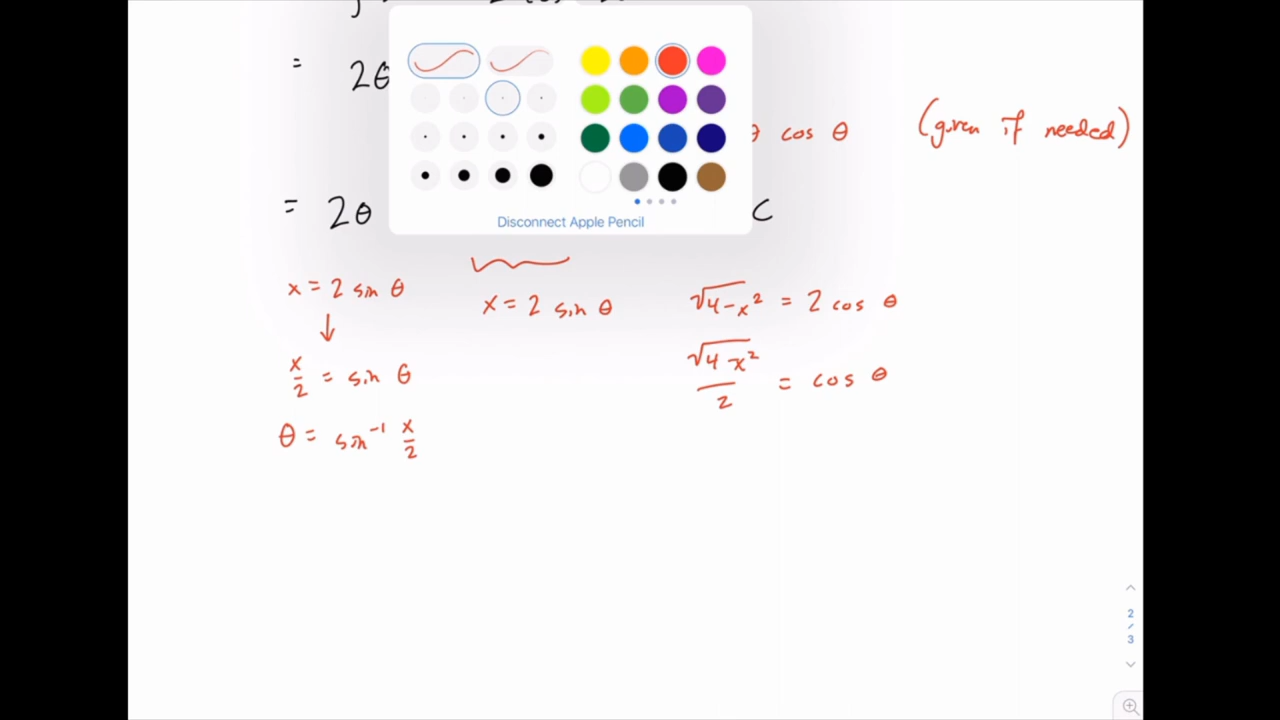 = 2θ
θ cos θ (given if needed)
= 2θ C
Disconnect Apple Pencil
x = 2 sin θ
x = 2 sin θ
√4-x² = 2 cos θ
↓
x/2 = sin θ
√4 x²/2 = cos θ
θ = sin⁻¹ x/2
2
/
3